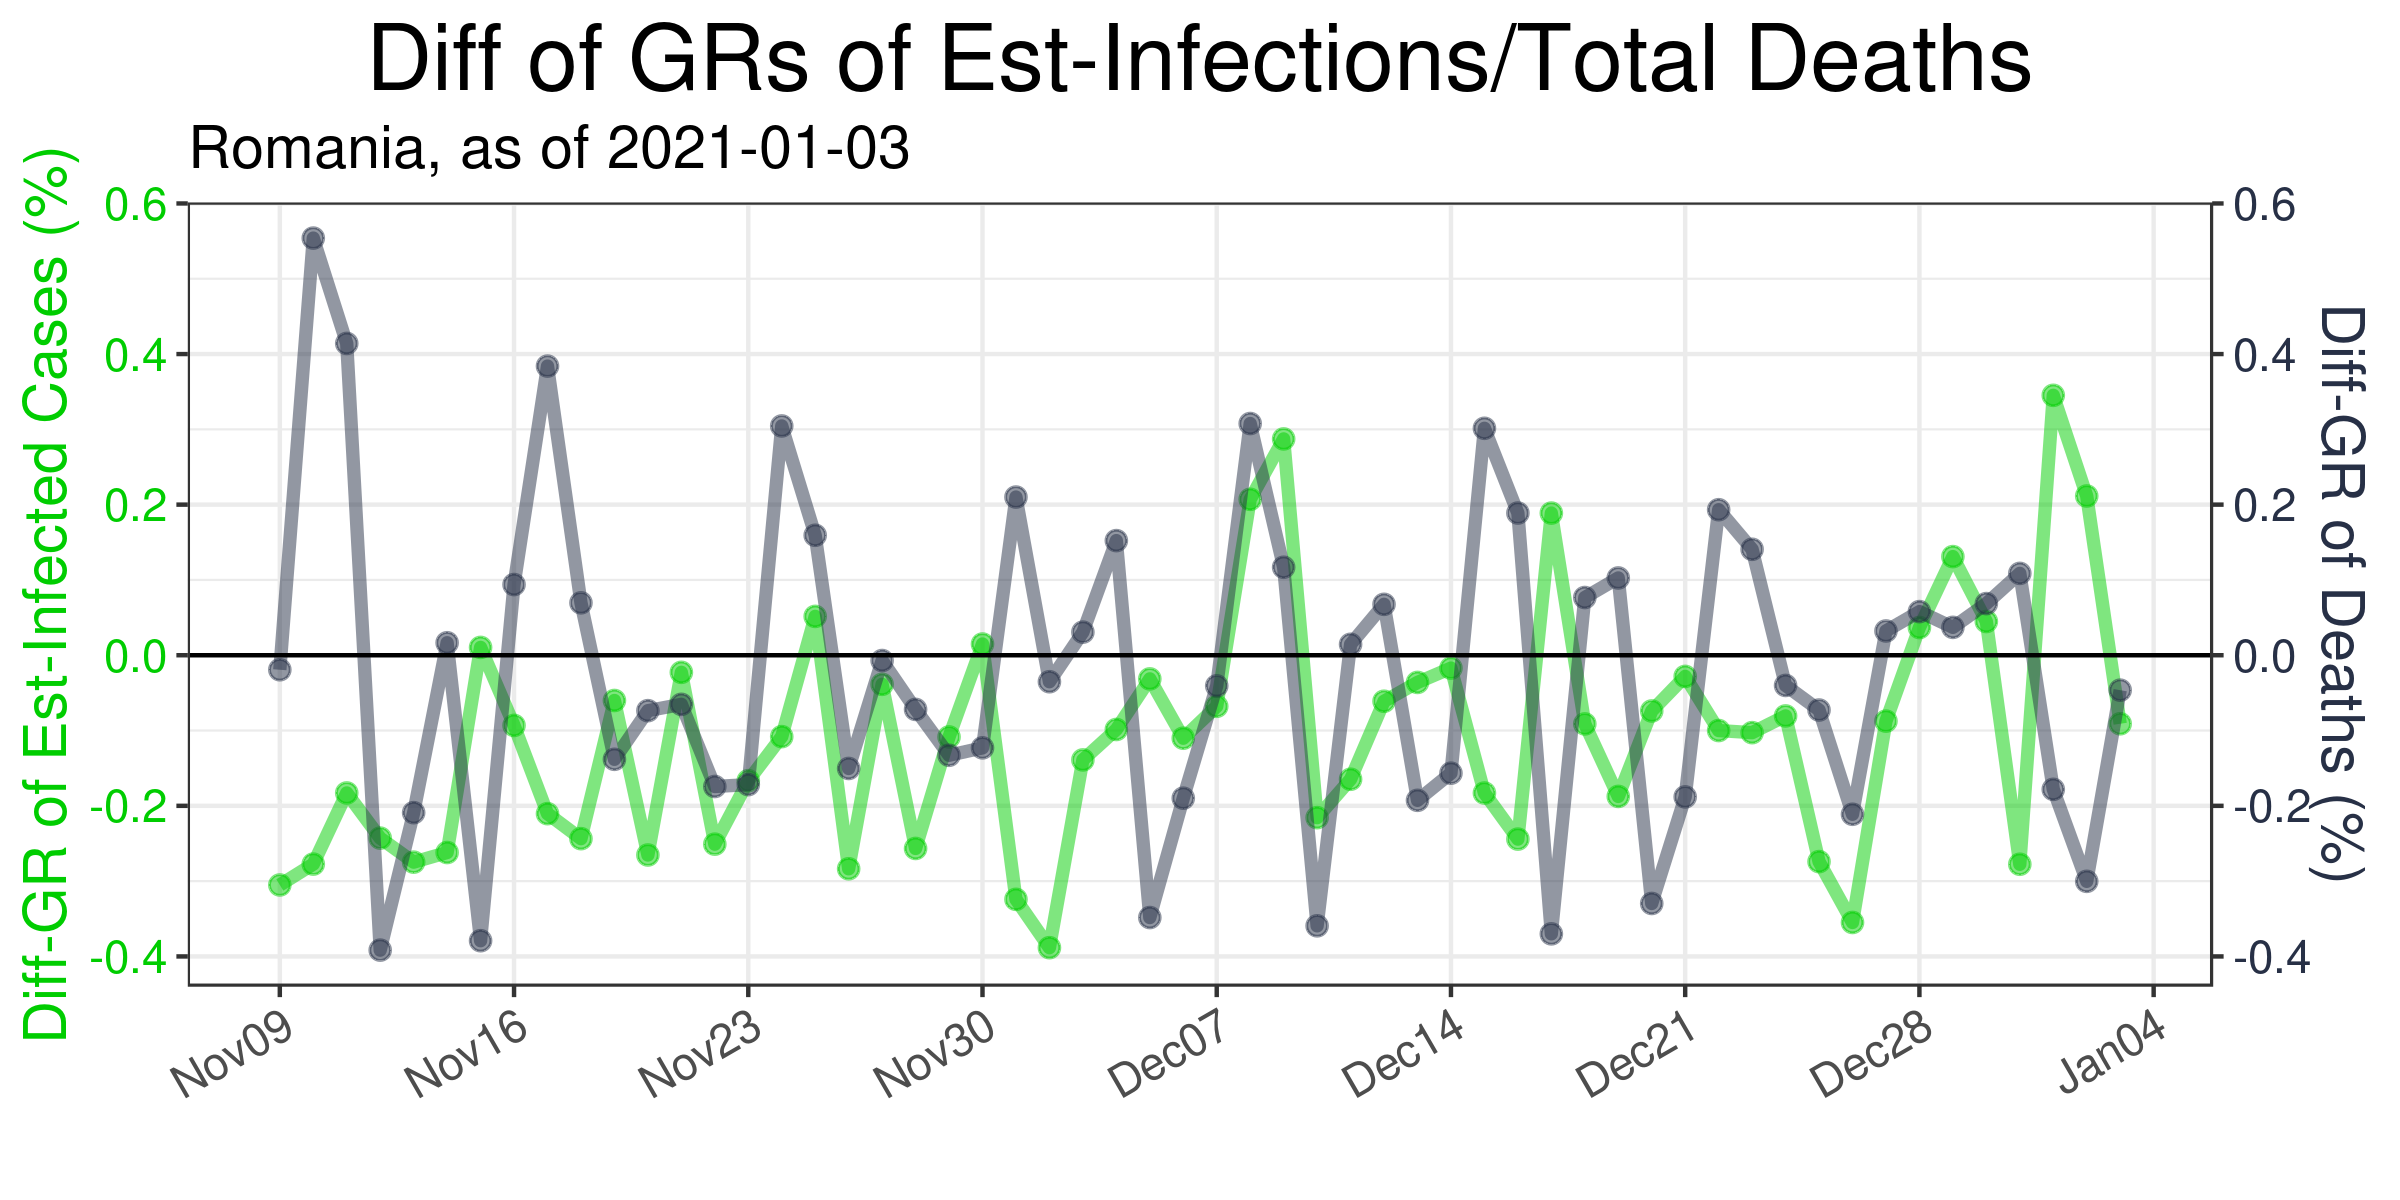 Diff of GRs of Est-Infections/Total Deaths
Romania, as of 2021-01-03
Diff-GR of Est-Infected Cases (%)
0.6
0.4
0.2
0.0
-0.2
-0.4
0.6
0.4
0.2
0.0
-0.2
-0.4
Diff-GR of Deaths (%)
Nov09
Nov16
Nov23
Nov30
Dec07
Dec14
Dec21
Dec28
Jan04